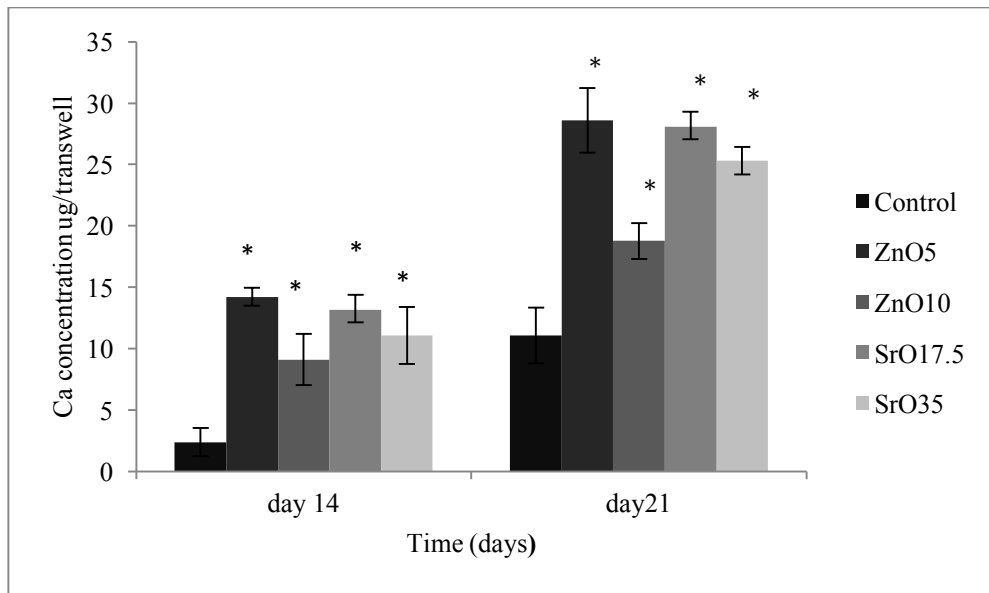 Ca concentration ug/transwell
35
30
25
20
15
10
5
0
* * * *
* * * *
day 14 day21
Time (days)
Control
ZnO5
ZnO10
SrO17.5
SrO35